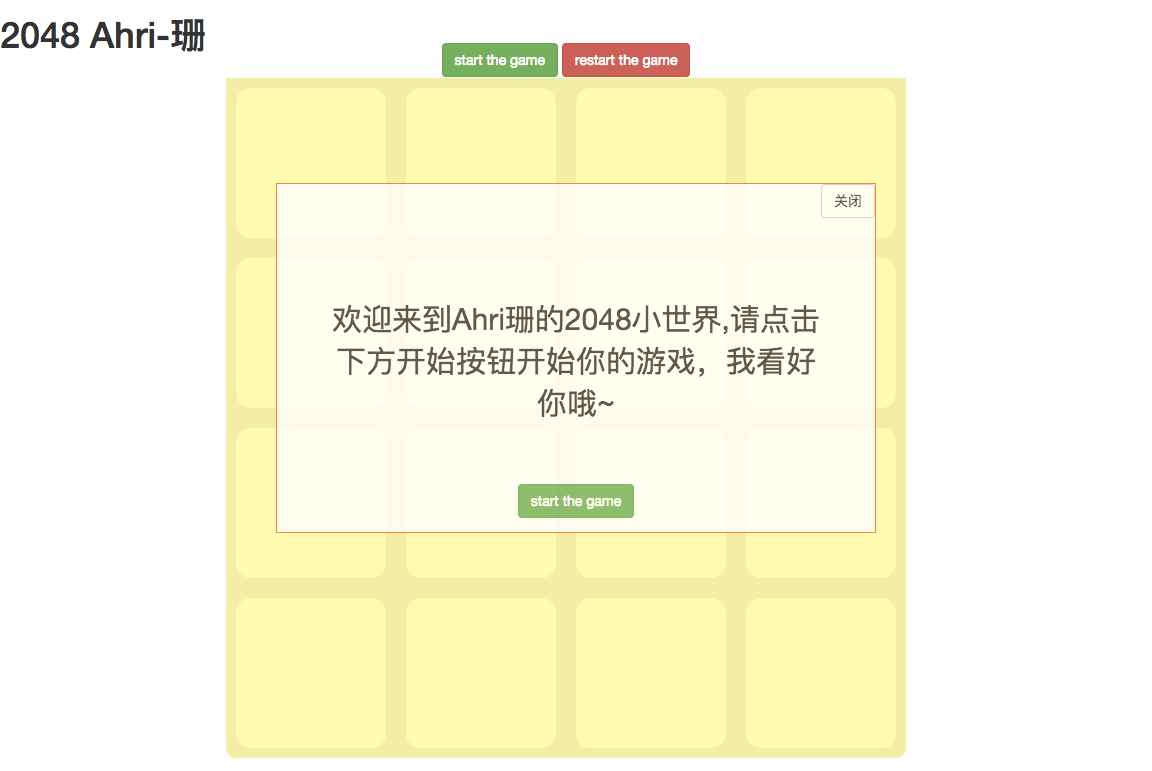 2048 Ahri-珊
start the game
restart the game
关闭
欢迎来到Ahri珊的2048小世界,请点击
下方开始按钮开始你的游戏，我看好
你哦~
start the game